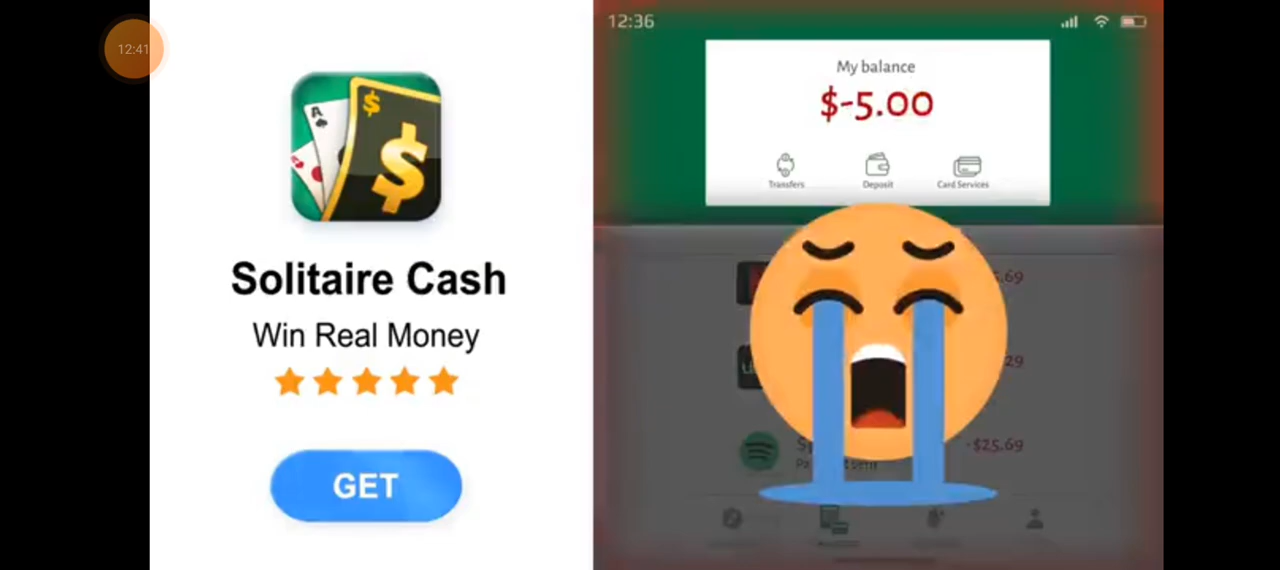 12:41
A
$
$
Solitaire Cash
Win Real Money
GET
12:36
My balance
$-5.00
Transfers
Deposit
Card Services
-$25.69